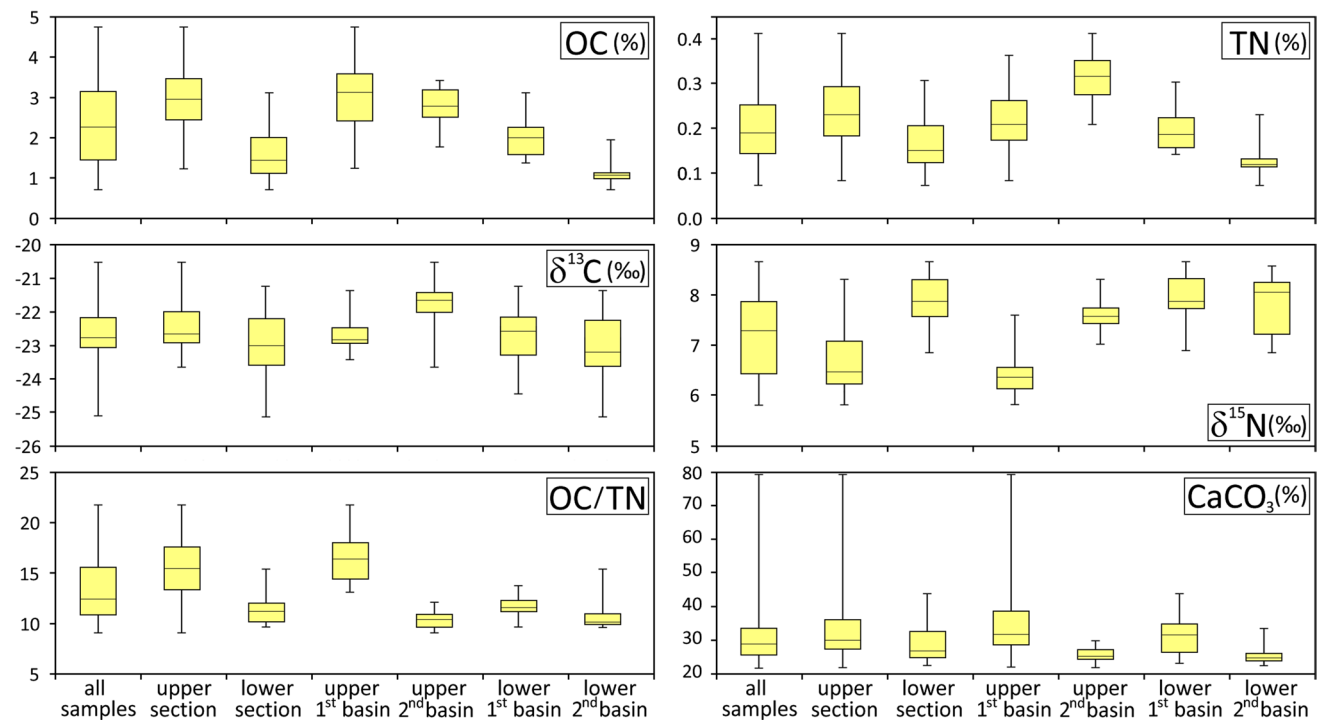 5
4
3
2
1
0
OC (%)
0.4
0.3
0.2
0.1
0.0
TN (%)
-20
-21
-22
-23
-24
-25
-26
δ¹³C (‰)
9
8
7
6
5
δ¹⁵N (‰)
25
20
15
10
5
OC/TN
80
70
60
50
40
30
20
CaCO₃ (%)
all samples
upper section
lower section
upper 1ˢᵗ basin
upper 2ⁿᵈ basin
lower 1ˢᵗ basin
lower 2ⁿᵈ basin
all samples
upper section
lower section
upper 1ˢᵗ basin
upper 2ⁿᵈ basin
lower 1ˢᵗ basin
lower 2ⁿᵈ basin